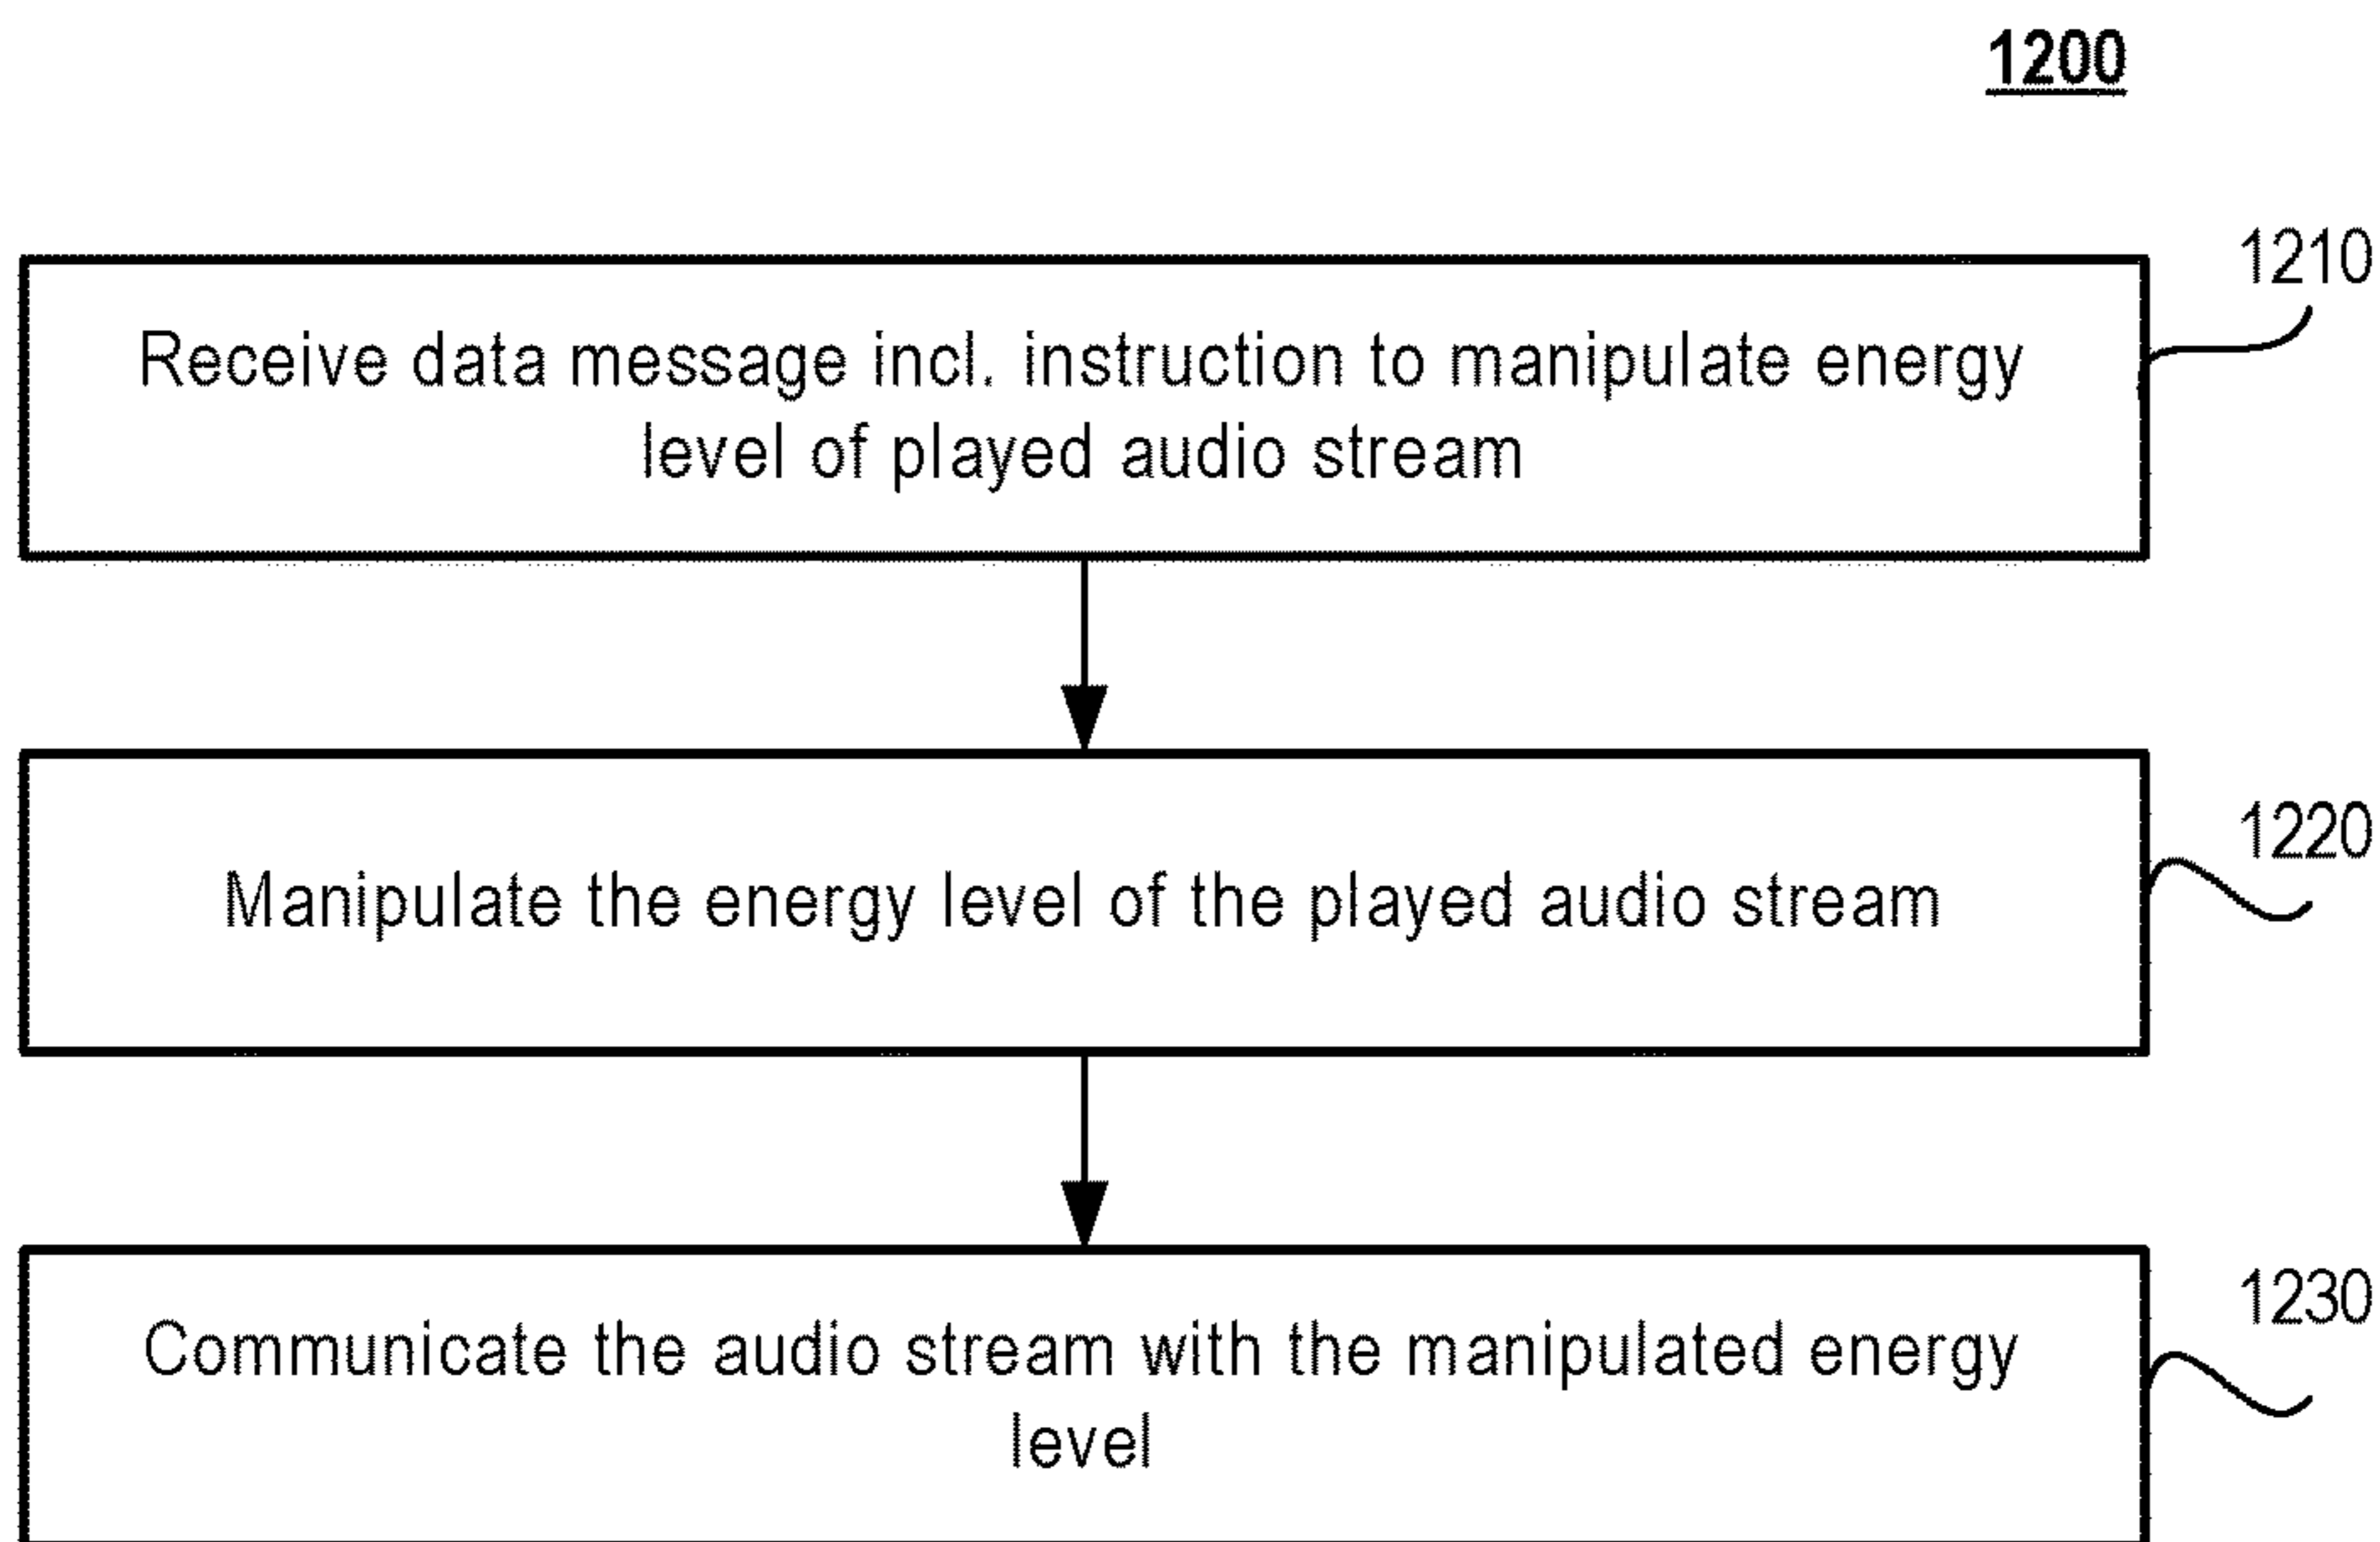 1200
1210
Receive data message incl. instruction to manipulate energy
level of played audio stream
1220
Manipulate the energy level of the played audio stream
1230
Communicate the audio stream with the manipulated energy
level